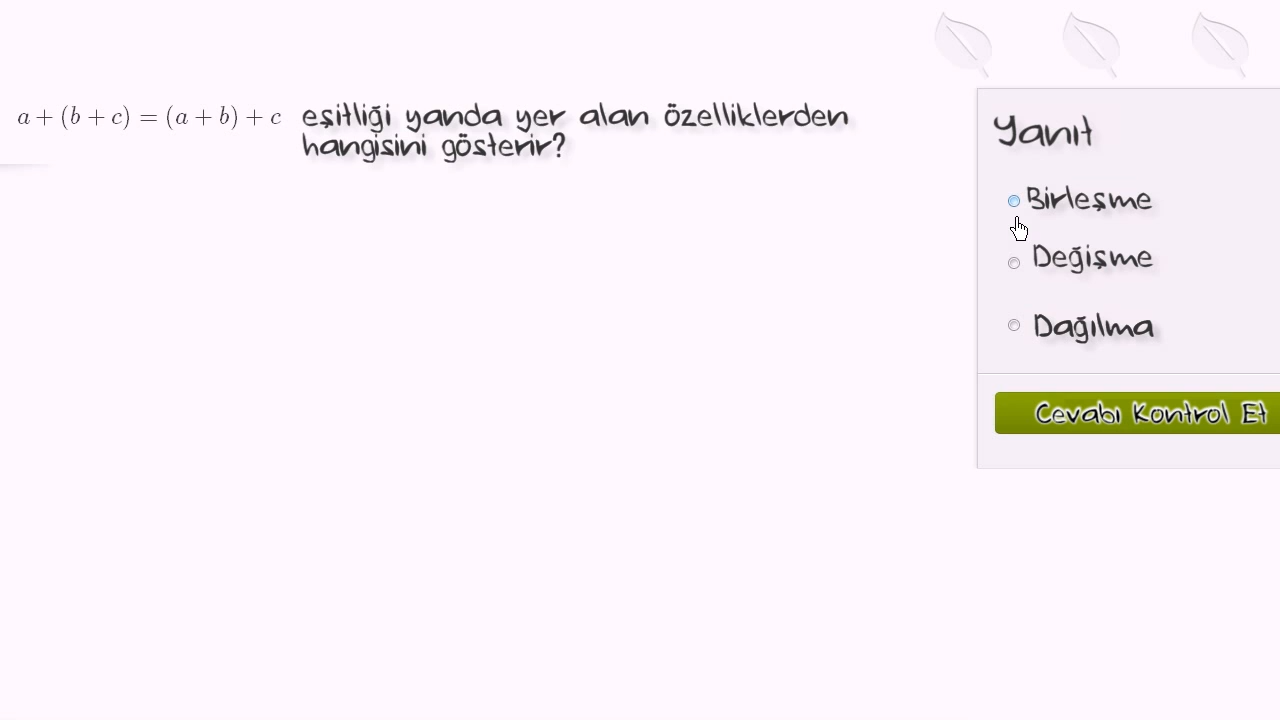 a + (b + c) = (a + b) + c eşitliği yanda yer alan özelliklerden
hangisini gösterir?
Yanıt
Birleşme
Değişme
Dağılma
Cevabı Kontrol Et